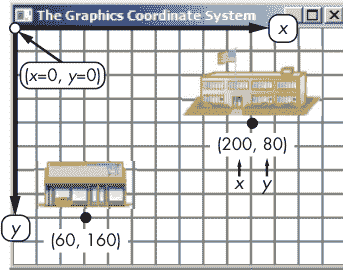 The Graphics Coordinate System
x
(x=0, y=0)
(200, 80)
x y
y
(60, 160)